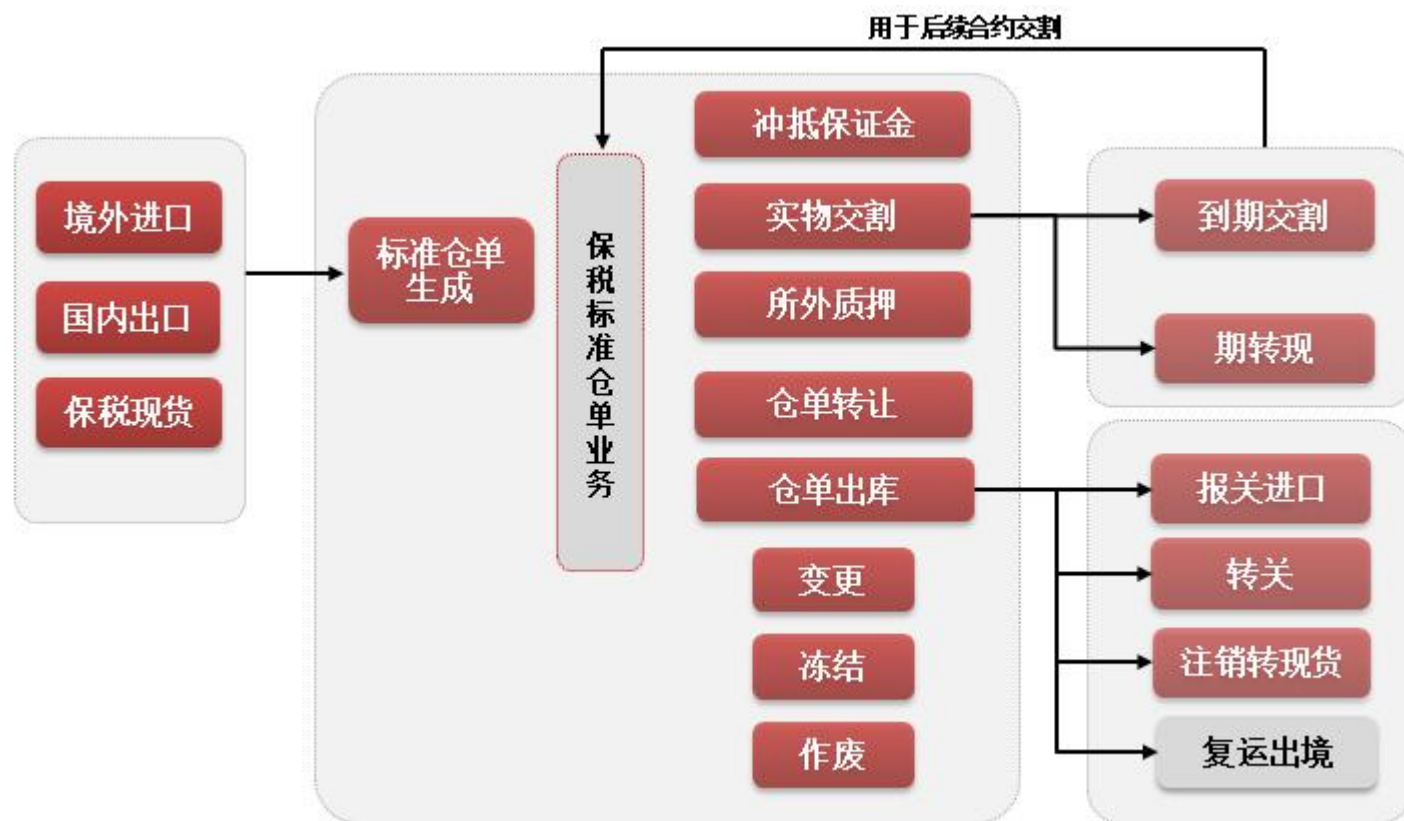 用于后续合约交割
境外进口
国内出口
保税现货
标准仓单
生成
保税标准仓单业务
冲抵保证金
实物交割
所外质押
仓单转让
仓单出库
变更
冻结
作废
到期交割
期转现
报关进口
转关
注销转现货
复运出境